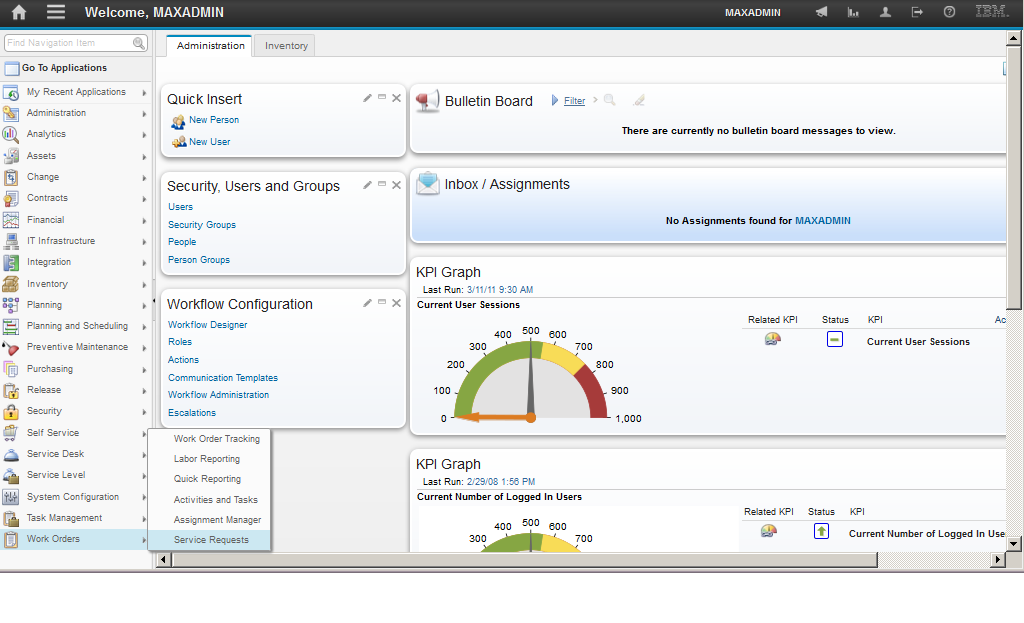 Welcome, MAXADMIN
MAXADMIN
IBM.
Find Navigation Item
Go To Applications
My Recent Applications
Administration
Analytics
Assets
Change
Contracts
Financial
IT Infrastructure
Integration
Inventory
Planning
Planning and Scheduling
Preventive Maintenance
Purchasing
Release
Security
Self Service
Service Desk
Service Level
System Configuration
Task Management
Work Orders
Work Order Tracking
Labor Reporting
Quick Reporting
Activities and Tasks
Assignment Manager
Service Requests
Administration
Inventory
Quick Insert
New Person
New User
Security, Users and Groups
Users
Security Groups
People
Person Groups
Workflow Configuration
Workflow Designer
Roles
Actions
Communication Templates
Workflow Administration
Escalations
Bulletin Board
Filter
There are currently no bulletin board messages to view.
Inbox / Assignments
No Assignments found for MAXADMIN
KPI Graph
Last Run: 3/11/11 9:30 AM
Current User Sessions
0
100
200
300
400
500
600
700
800
900
1,000
Related KPI Status KPI Ac
Current User Sessions
KPI Graph
Last Run: 2/29/08 1:56 PM
Current Number of Logged In Users
300
400
500
600
700
Related KPI Status KPI
Current Number of Logged In Use